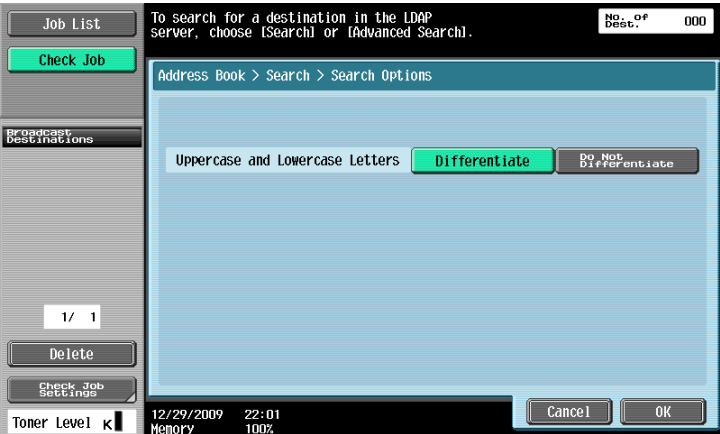 Job List
Check Job
Broadcast
Destinations
1/ 1
Delete
Check Job
Settings
Toner Level K
To search for a destination in the LDAP
server, choose [Search] or [Advanced Search].
No. of
Dest. 000
Address Book > Search > Search Options
Uppercase and Lowercase Letters
Differentiate
Do Not
Differentiate
Cancel
OK
12/29/2009 22:01
Memory 100%